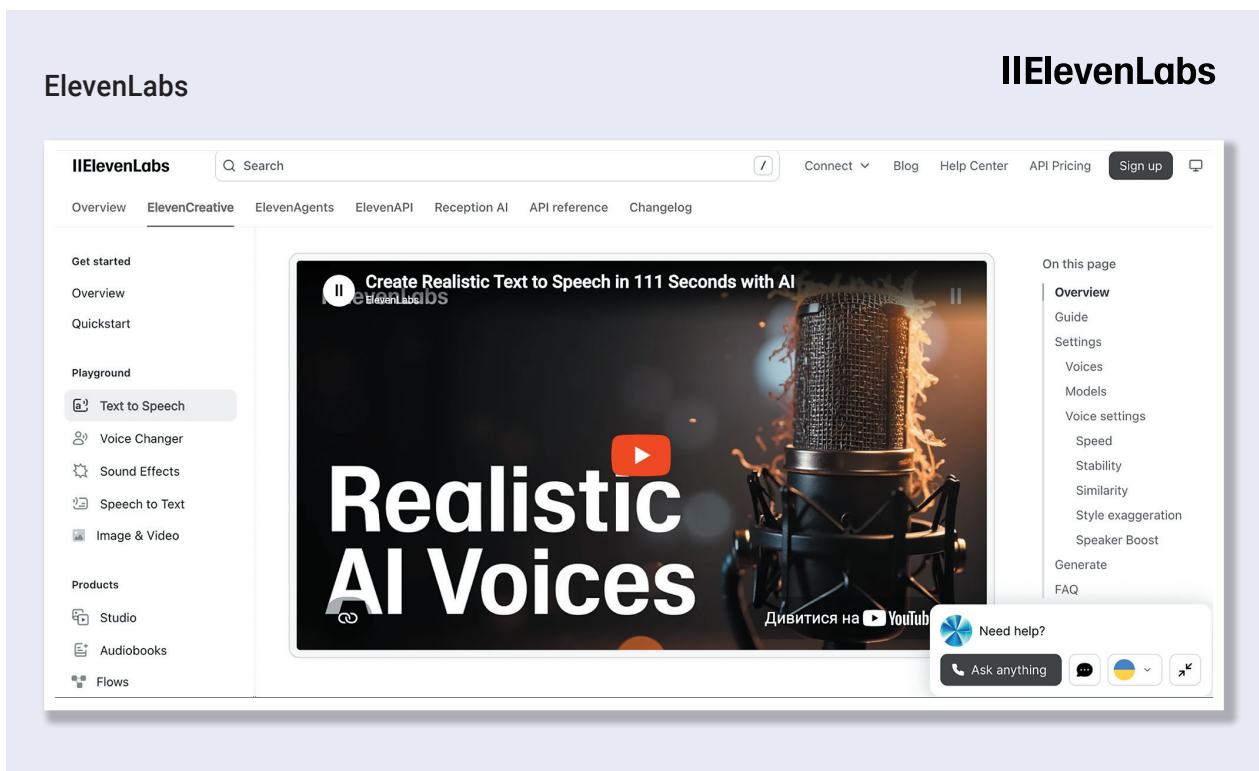 ElevenLabs
IIElevenLabs
IIElevenLabs
Search
/
Connect
Blog
Help Center
API Pricing
Sign up
Overview
ElevenCreative
ElevenAgents
ElevenAPI
Reception AI
API reference
Changelog
Get started
Overview
Quickstart
Playground
Text to Speech
Voice Changer
Sound Effects
Speech to Text
Image & Video
Products
Studio
Audiobooks
Flows
Create Realistic Text to Speech in 111 Seconds with AI
ElevenLabs
Realistic
AI Voices
Дивитися на YouTub
On this page
Overview
Guide
Settings
Voices
Models
Voice settings
Speed
Stability
Similarity
Style exaggeration
Speaker Boost
Generate
FAQ
Need help?
Ask anything